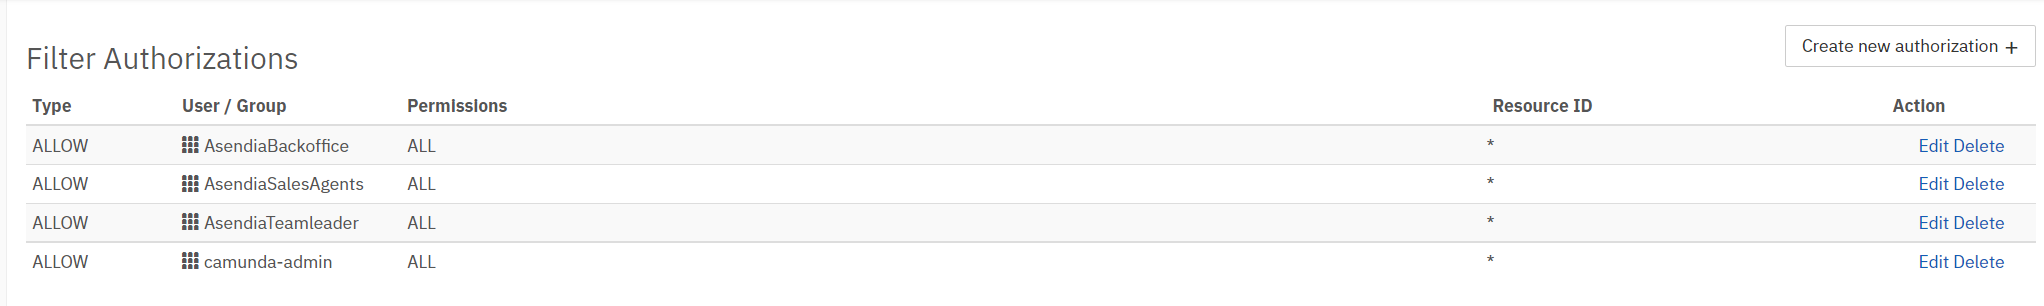 Create new authorization +
Filter Authorizations
Type User / Group Permissions Resource ID Action
ALLOW AsendiaBackoffice ALL * Edit Delete
ALLOW AsendiaSalesAgents ALL * Edit Delete
ALLOW AsendiaTeamleader ALL * Edit Delete
ALLOW camunda-admin ALL * Edit Delete